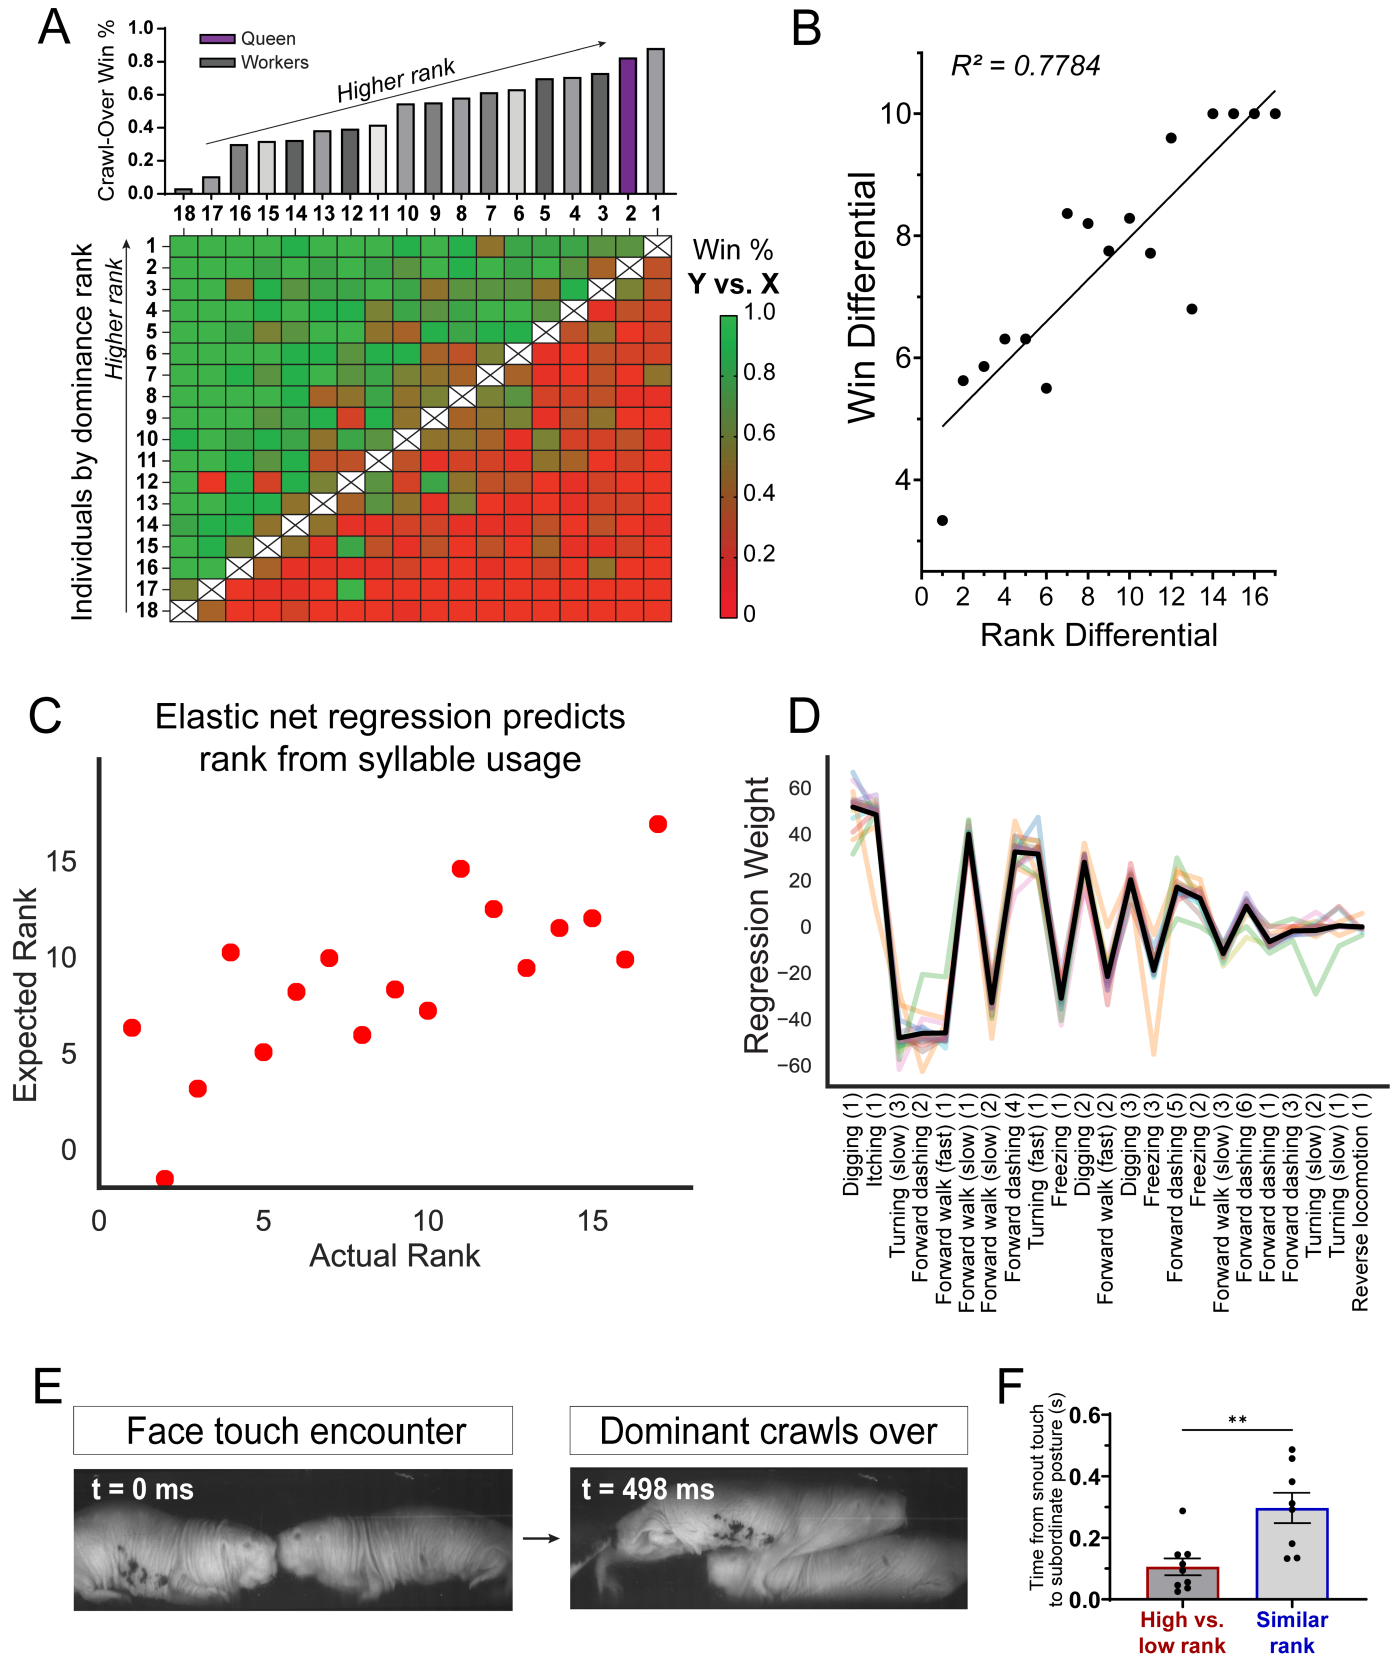 A
Crawl-Over Win %
1.0
0.8
0.6
0.4
0.2
0.0
Queen
Workers
Higher rank
18 17 16 15 14 13 12 11 10 9 8 7 6 5 4 3 2 1
Individuals by dominance rank
Higher rank
1
2
3
4
5
6
7
8
9
10
11
12
13
14
15
16
17
18
Win %
Y vs. X
1.0
0.8
0.6
0.4
0.2
0
B
R² = 0.7784
Win Differential
10
8
6
4
0 2 4 6 8 10 12 14 16
Rank Differential
C
Elastic net regression predicts
rank from syllable usage
Expected Rank
15
10
5
0
0 5 10 15
Actual Rank
D
Regression Weight
60
40
20
0
−20
−40
−60
Digging (1)
Itching (1)
Turning (slow) (3)
Forward dashing (2)
Forward walk (fast) (1)
Forward walk (slow) (1)
Forward walk (slow) (2)
Forward dashing (4)
Turning (fast) (1)
Freezing (1)
Digging (2)
Forward walk (fast) (2)
Digging (3)
Freezing (3)
Forward dashing (5)
Freezing (2)
Forward walk (slow) (3)
Forward dashing (6)
Forward dashing (1)
Forward dashing (3)
Turning (slow) (2)
Turning (slow) (1)
Reverse locomotion (1)
E
Face touch encounter
t = 0 ms
Dominant crawls over
t = 498 ms
F
Time from snout touch
to subordinate posture (s)
0.6
0.4
0.2
0.0
**
High vs.
low rank
Similar
rank